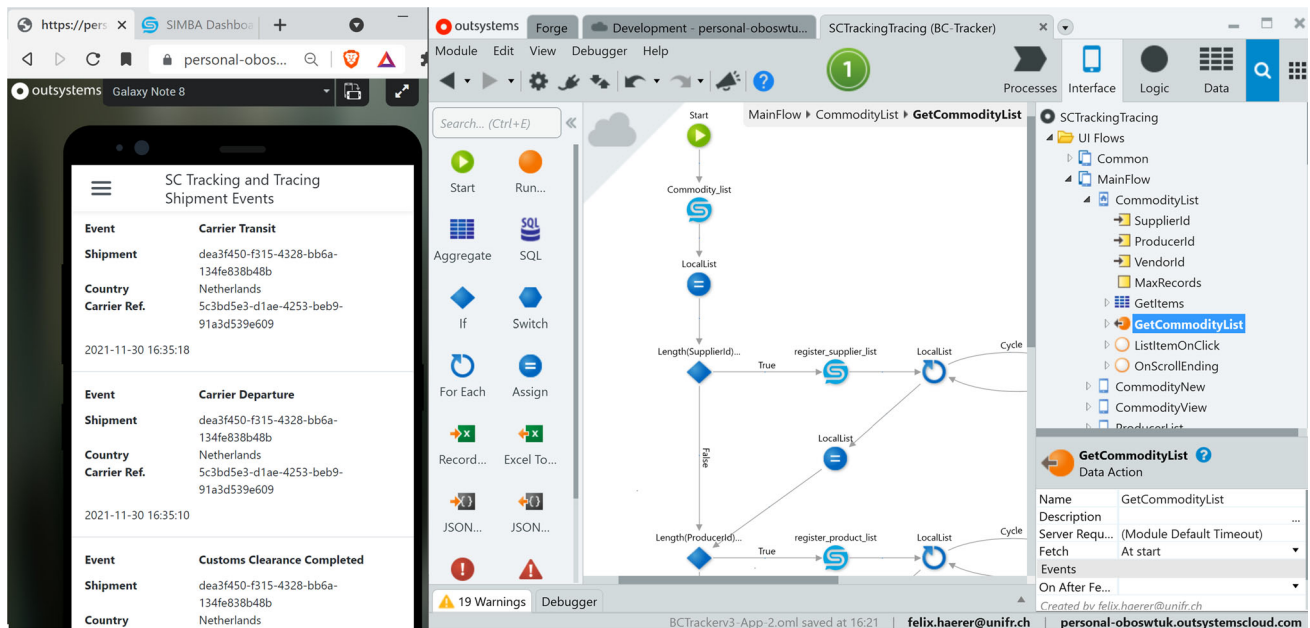 https://pers
SIMBA Dashboa
personal-obos...
outsystems Galaxy Note 8
SC Tracking and Tracing
Shipment Events
Event Carrier Transit
Shipment dea3f450-f315-4328-bb6a-
134fe838b48b
Country Netherlands
Carrier Ref. 5c3bd5e3-d1ae-4253-beb9-
91a3d539e609
2021-11-30 16:35:18
Event Carrier Departure
Shipment dea3f450-f315-4328-bb6a-
134fe838b48b
Country Netherlands
Carrier Ref. 5c3bd5e3-d1ae-4253-beb9-
91a3d539e609
2021-11-30 16:35:10
Event Customs Clearance Completed
Shipment dea3f450-f315-4328-bb6a-
134fe838b48b
Country Netherlands
outsystems Forge Development - personal-oboswtu... SCTrackingTracing (BC-Tracker)
Module Edit View Debugger Help
1
Processes Interface Logic Data
Search... (Ctrl+E)
Start Run...
Aggregate SQL
If Switch
For Each Assign
Record... Excel To...
JSON... JSON...
MainFlow CommodityList GetCommodityList
Start
Commodity_list
LocalList
Length(SupplierId)... True register_supplier_list LocalList Cycle
False
LocalList
Length(ProducerId)... True register_product_list LocalList Cycle
SCTrackingTracing
UI Flows
Common
MainFlow
CommodityList
SupplierId
ProducerId
VendorId
MaxRecords
GetItems
GetCommodityList
ListItemOnClick
OnScrollEnding
CommodityNew
CommodityView
ProducerList
GetCommodityList
Data Action
Name GetCommodityList
Description ...
Server Requ... (Module Default Timeout)
Fetch At start
Events
On After Fe...
Created by felix.haerer@unifr.ch
19 Warnings Debugger
BCTrackerv3-App-2.oml saved at 16:21 | felix.haerer@unifr.ch | personal-oboswtuk.outsystemscloud.com